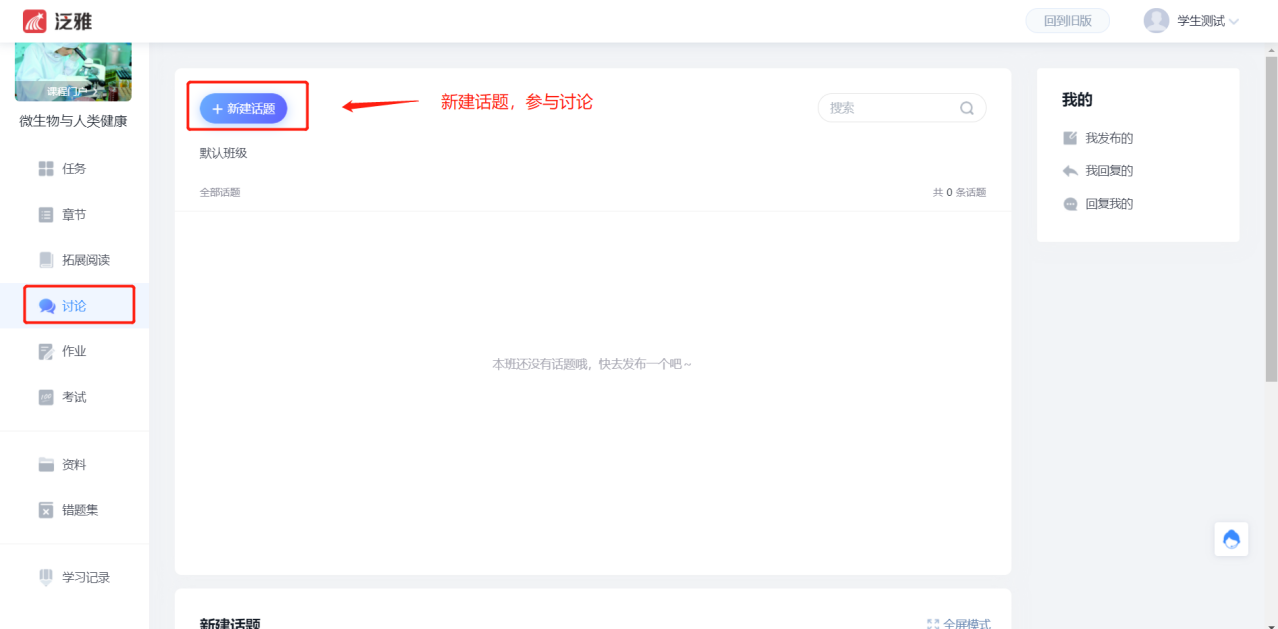 泛雅
回到旧版
学生测试
课程门户
微生物与人类健康
任务
章节
拓展阅读
讨论
作业
考试
资料
错题集
学习记录
+ 新建话题
新建话题，参与讨论
搜索
默认班级
全部话题
共 0 条话题
本班还没有话题哦，快去发布一个吧~
新建话题
全屏模式
我的
我发布的
我回复的
回复我的